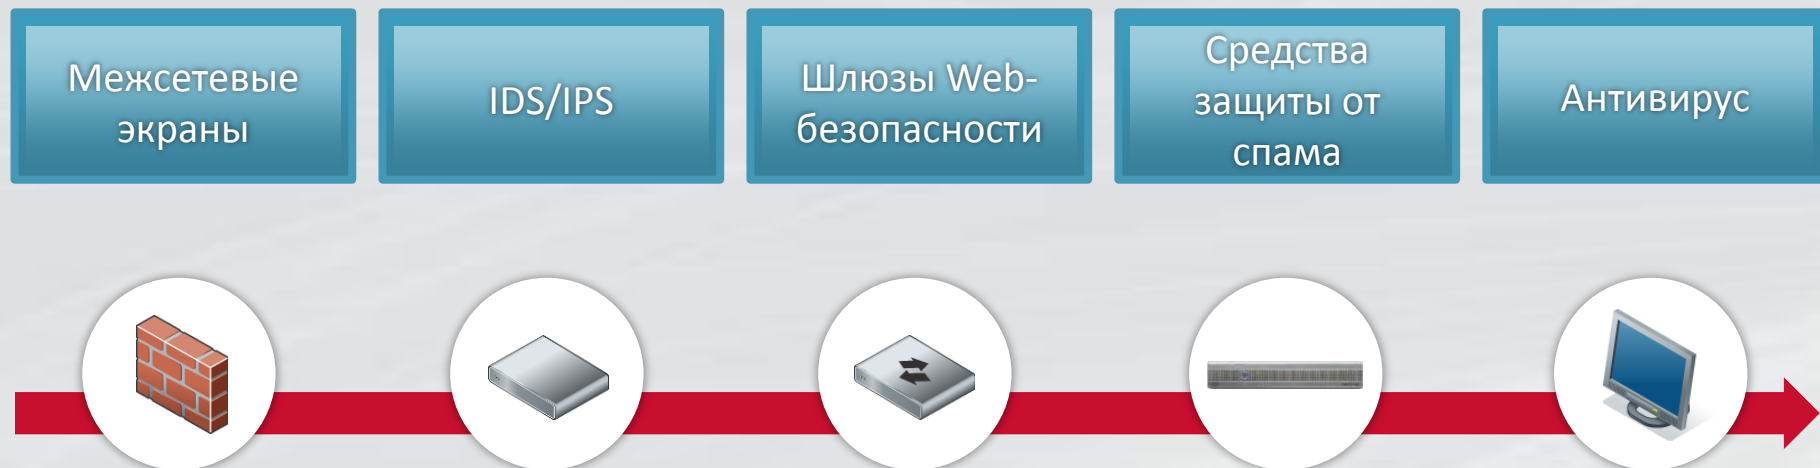 Межсетевые
экраны
IDS/IPS
Шлюзы Web-
безопасности
Средства
защиты от
спама
Антивирус